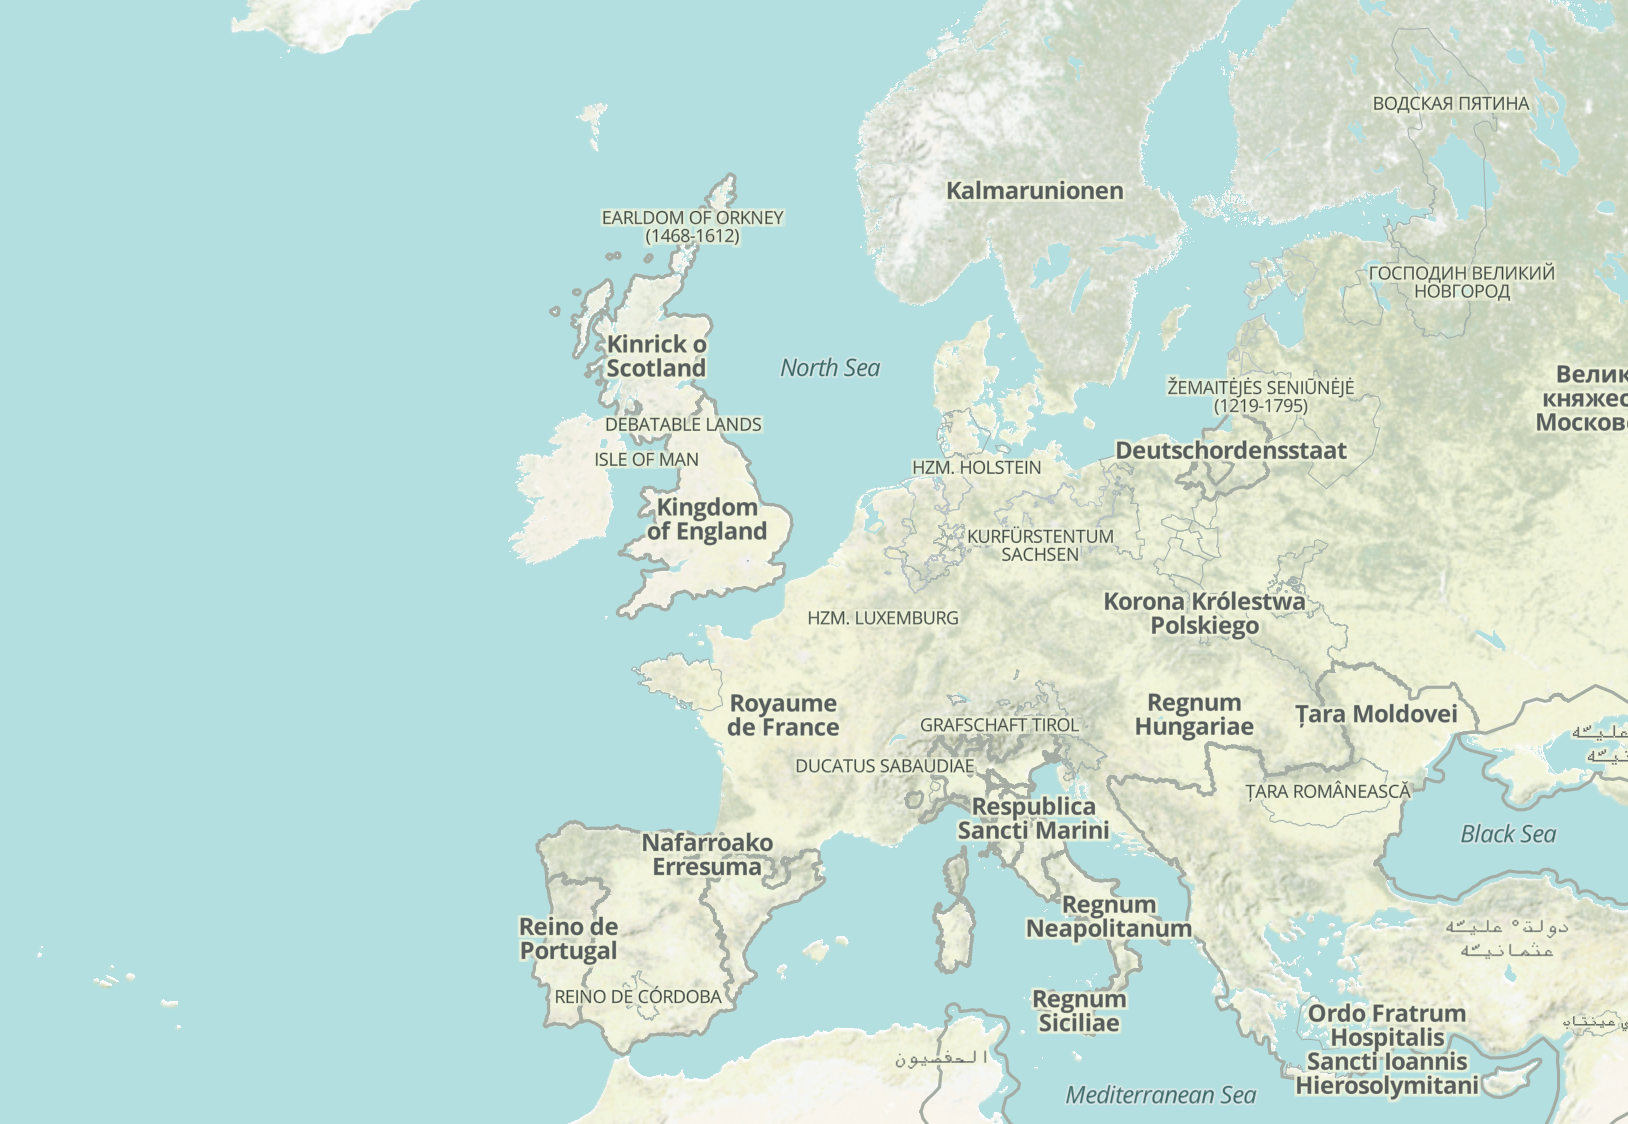 ВОДСКАЯ ПЯТИНА
Kalmarunionen
EARLDOM OF ORKNEY
(1468-1612)
ГОСПОДИН ВЕЛИКИЙ
НОВГОРОД
Kinrick o
Scotland
North Sea
ŽEMAITĖJĖS SENIŪNĖJĖ
(1219-1795)
Велик
княжес
Москов
DEBATABLE LANDS
ISLE OF MAN
Deutschordensstaat
HZM. HOLSTEIN
Kingdom
of England
KURFÜRSTENTUM
SACHSEN
HZM. LUXEMBURG
Korona Królestwa
Polskiego
Royaume
de France
GRAFSCHAFT TIROL
Regnum
Hungariae
Țara Moldovei
DUCATUS SABAUDIAE
ȚARA ROMÂNEASCĂ
Respublica
Sancti Marini
Black Sea
Nafarroako
Erresuma
Reino de
Portugal
Regnum
Neapolitanum
دولت° عليـّه
عثمانيـّه
REINO DE CÓRDOBA
Regnum
Siciliae
Ordo Fratrum
Hospitalis
Sancti Ioannis
Hierosolymitani
الحفصيون
Mediterranean Sea